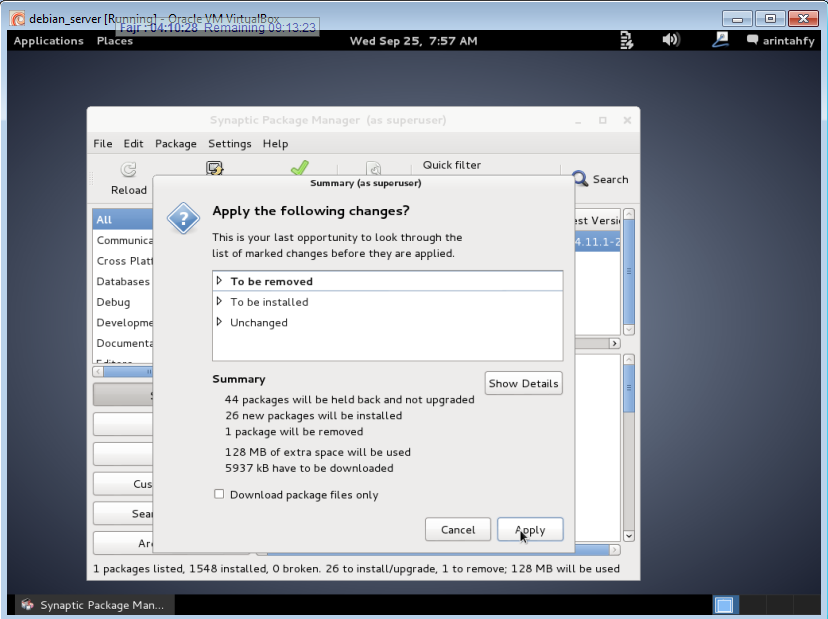 debian_server [Running] - Oracle VM VirtualBox
Fajr : 04:10:28 Remaining 09:13:23
Applications Places Wed Sep 25, 7:57 AM arintahfy
Synaptic Package Manager (as superuser)
File Edit Package Settings Help
Quick filter
Reload Search
Summary (as superuser)
All
Communica
Cross Platf
Databases
Debug
Developme
Documenta
Apply the following changes?
This is your last opportunity to look through the
list of marked changes before they are applied.
To be removed
To be installed
Unchanged
Summary
Show Details
44 packages will be held back and not upgraded
26 new packages will be installed
1 package will be removed
128 MB of extra space will be used
5937 kB have to be downloaded
Download package files only
Cancel Apply
est Versi
4.11.1-2
Cus
Sea
Ar
1 packages listed, 1548 installed, 0 broken. 26 to install/upgrade, 1 to remove; 128 MB will be used
Synaptic Package Man...